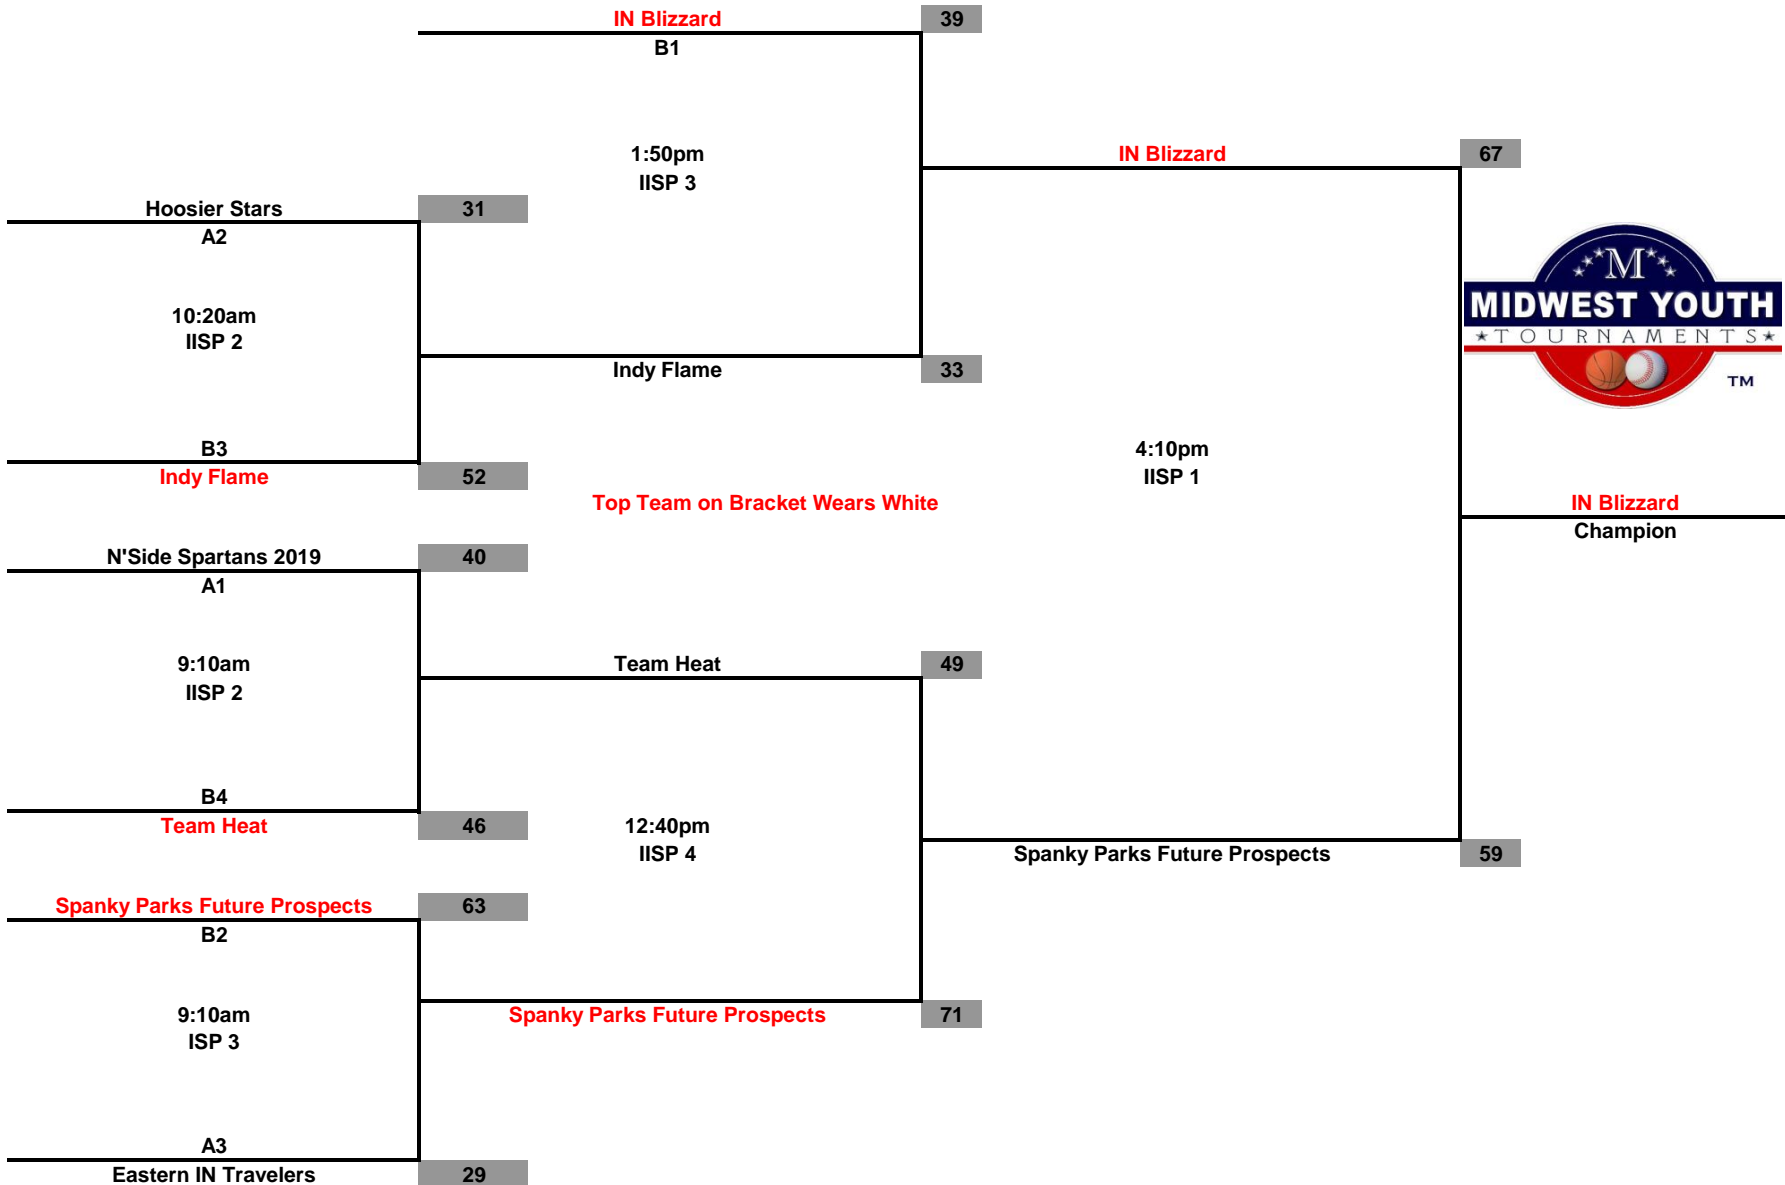 IN Blizzard 39
B1
1:50pm
IISP 3
IN Blizzard 67
Hoosier Stars 31
A2
10:20am
IISP 2
M
MIDWEST YOUTH
★TOURNAMENTS★
TM
Indy Flame 33
B3
Indy Flame 52
4:10pm
IISP 1
Top Team on Bracket Wears White
IN Blizzard
Champion
N'Side Spartans 2019 40
A1
9:10am
IISP 2
Team Heat 49
B4
Team Heat 46
12:40pm
IISP 4
Spanky Parks Future Prospects 59
Spanky Parks Future Prospects 63
B2
9:10am
ISP 3
Spanky Parks Future Prospects 71
A3
Eastern IN Travelers 29